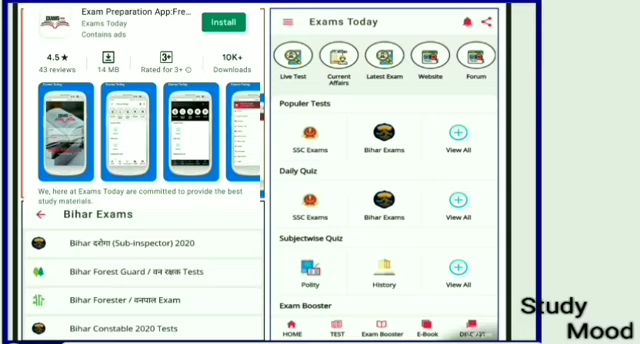 Exam Preparation App:Fre...
Exams Today
Contains ads
Install
4.5★
43 reviews
14 MB
3+
Rated for 3+
10K+
Downloads
We, here at Exams Today are committed to provide the best
study materials.
Bihar Exams
Bihar दरोगा (Sub-inspector) 2020
Bihar Forest Guard / वन रक्षक Tests
Bihar Forester / वनपाल Exam
Bihar Constable 2020 Tests
Exams Today
Live Test
Current
Affairs
Latest Exam
Website
Forum
Populer Tests
SSC Exams
Bihar Exams
View All
Daily Quiz
SSC Exams
Bihar Exams
View All
Subjectwise Quiz
Polity
History
View All
Exam Booster
HOME
TEST
Exam Booster
E-Book
Study
Mood